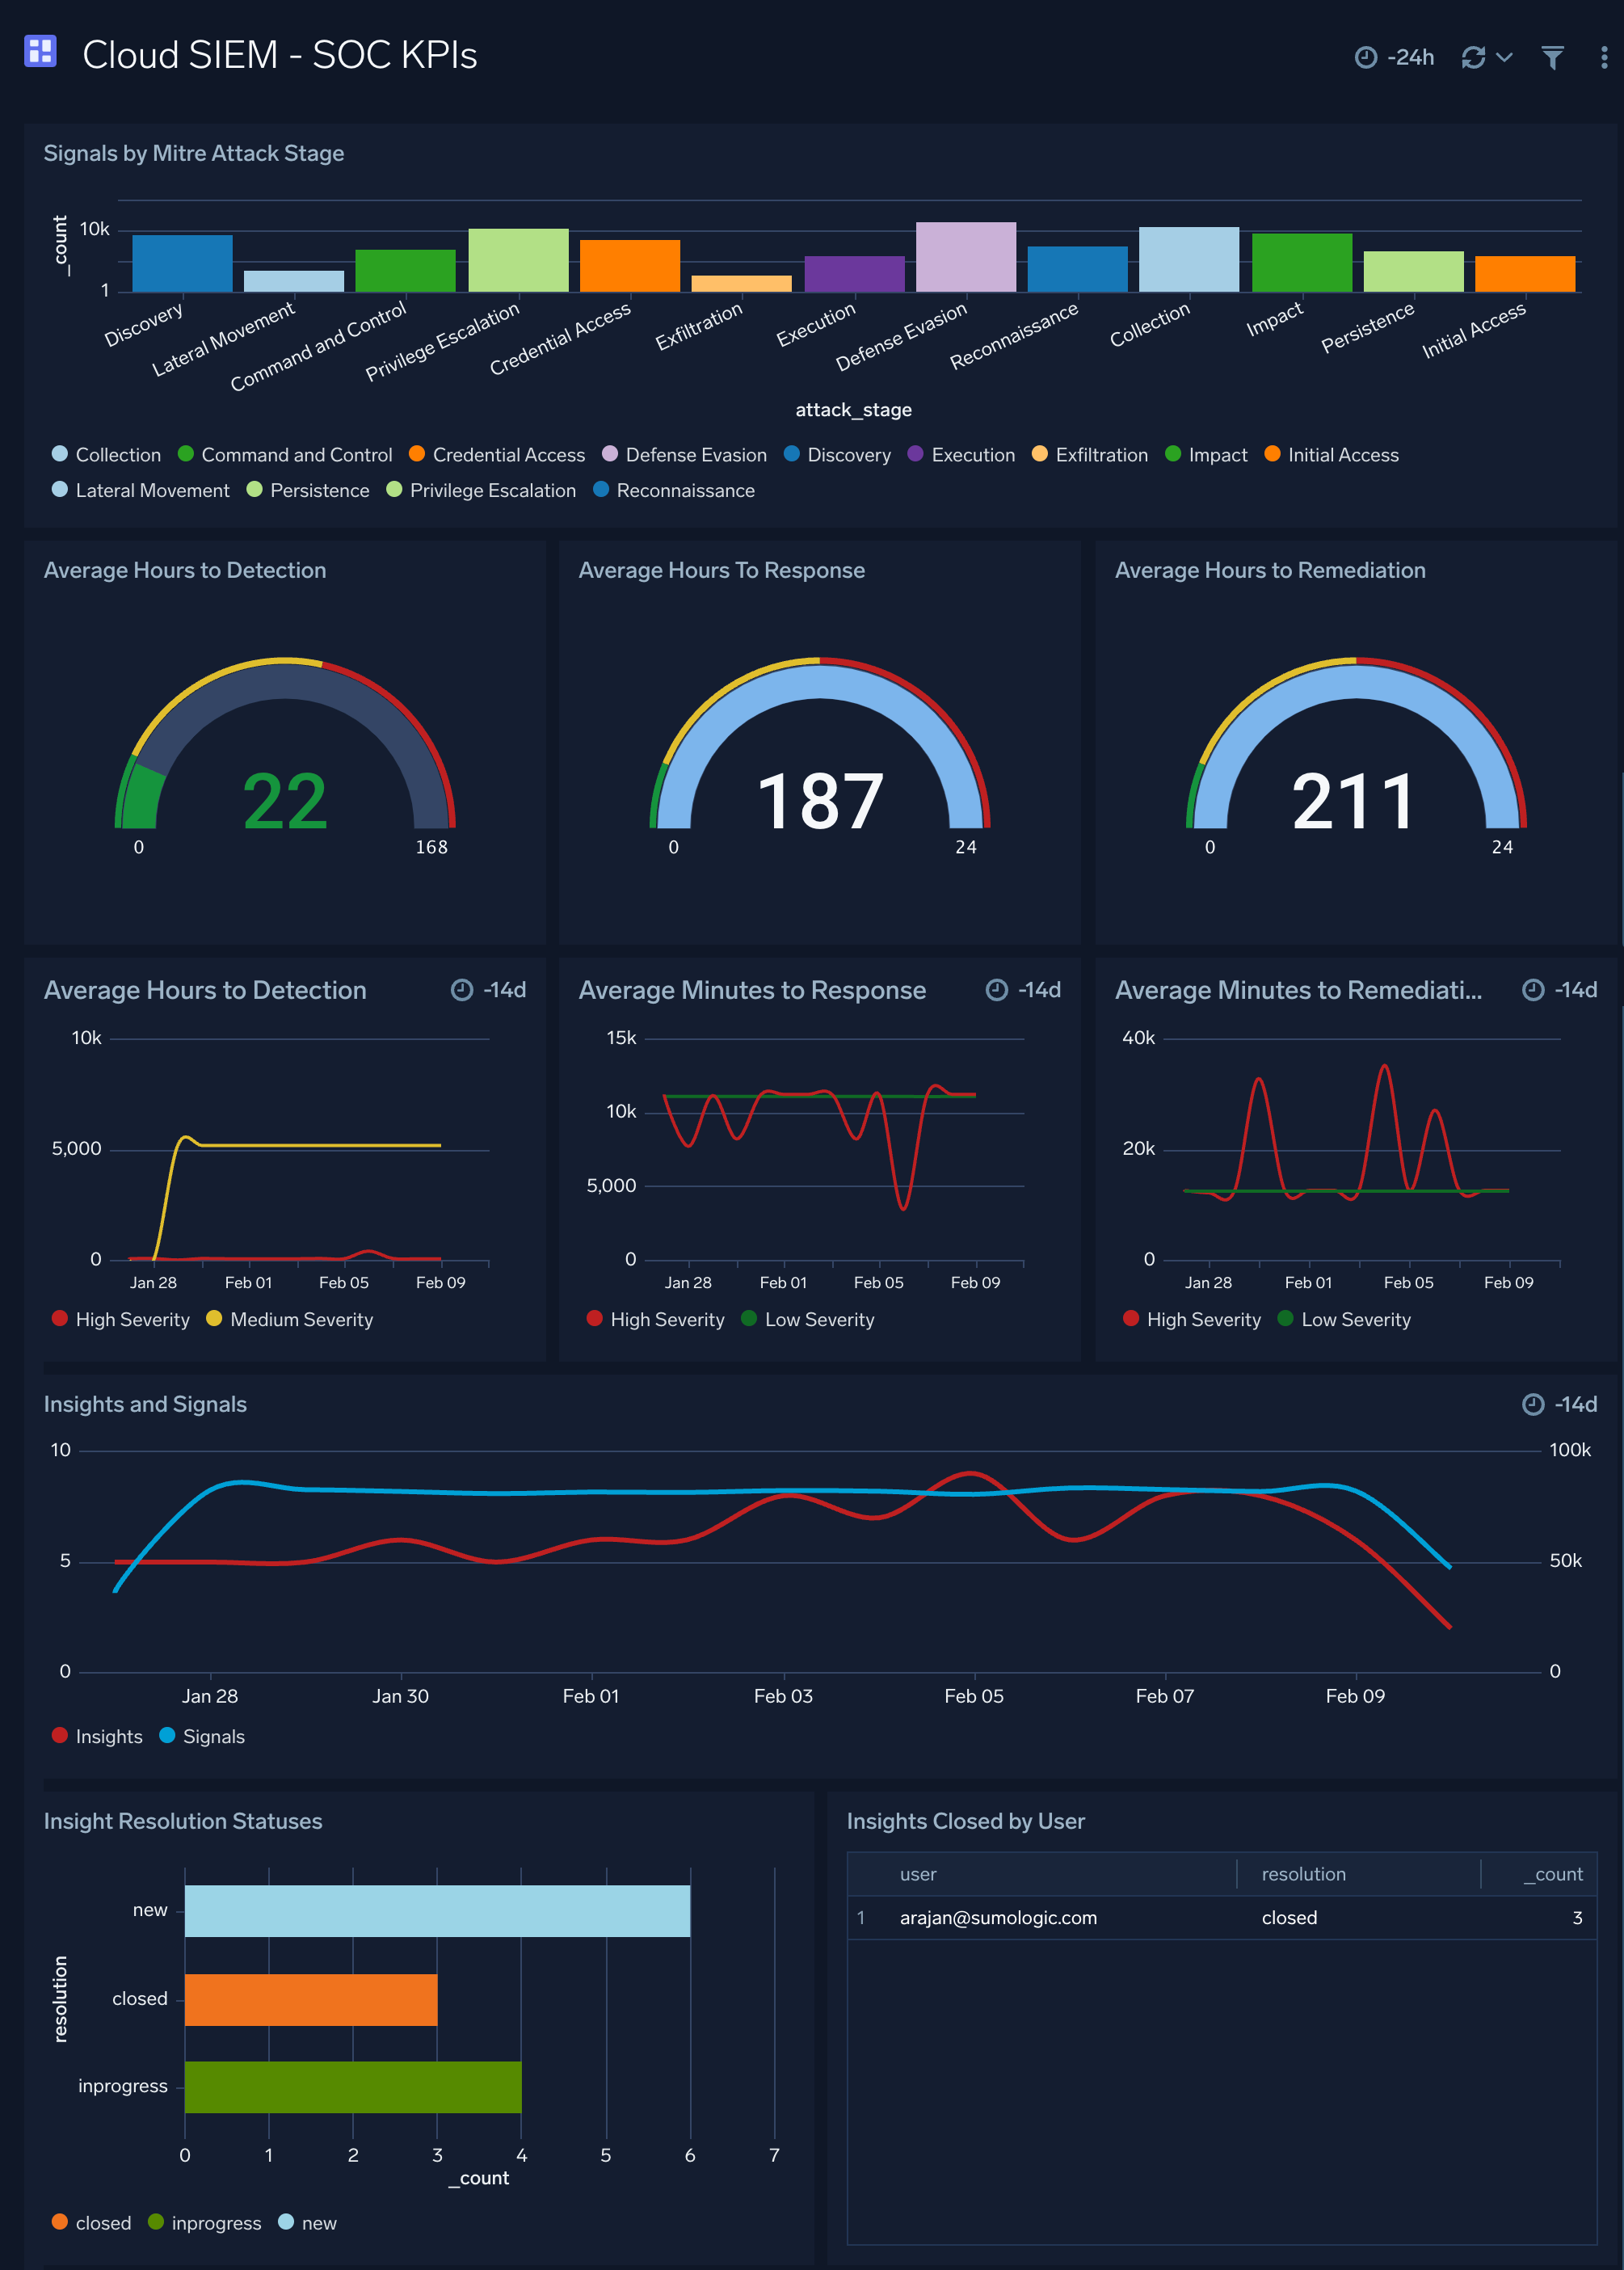 Cloud SIEM - SOC KPIs
-24h
Signals by Mitre Attack Stage
_count
10k
1
Discovery
Lateral Movement
Command and Control
Privilege Escalation
Credential Access
Exfiltration
Execution
Defense Evasion
Reconnaissance
Collection
Impact
Persistence
Initial Access
attack_stage
Collection Command and Control Credential Access Defense Evasion Discovery Execution Exfiltration Impact Initial Access
Lateral Movement Persistence Privilege Escalation Reconnaissance
Average Hours to Detection
22
0 168
Average Hours To Response
187
0 24
Average Hours to Remediation
211
0 24
Average Hours to Detection -14d
10k
5,000
0
Jan 28 Feb 01 Feb 05 Feb 09
High Severity Medium Severity
Average Minutes to Response -14d
15k
10k
5,000
0
Jan 28 Feb 01 Feb 05 Feb 09
High Severity Low Severity
Average Minutes to Remediati... -14d
40k
20k
0
Jan 28 Feb 01 Feb 05 Feb 09
High Severity Low Severity
Insights and Signals -14d
10 100k
5 50k
0 0
Jan 28 Jan 30 Feb 01 Feb 03 Feb 05 Feb 07 Feb 09
Insights Signals
Insight Resolution Statuses
resolution
new
closed
inprogress
0 1 2 3 4 5 6 7
_count
closed inprogress new
Insights Closed by User
user resolution _count
1 arajan@sumologic.com closed 3